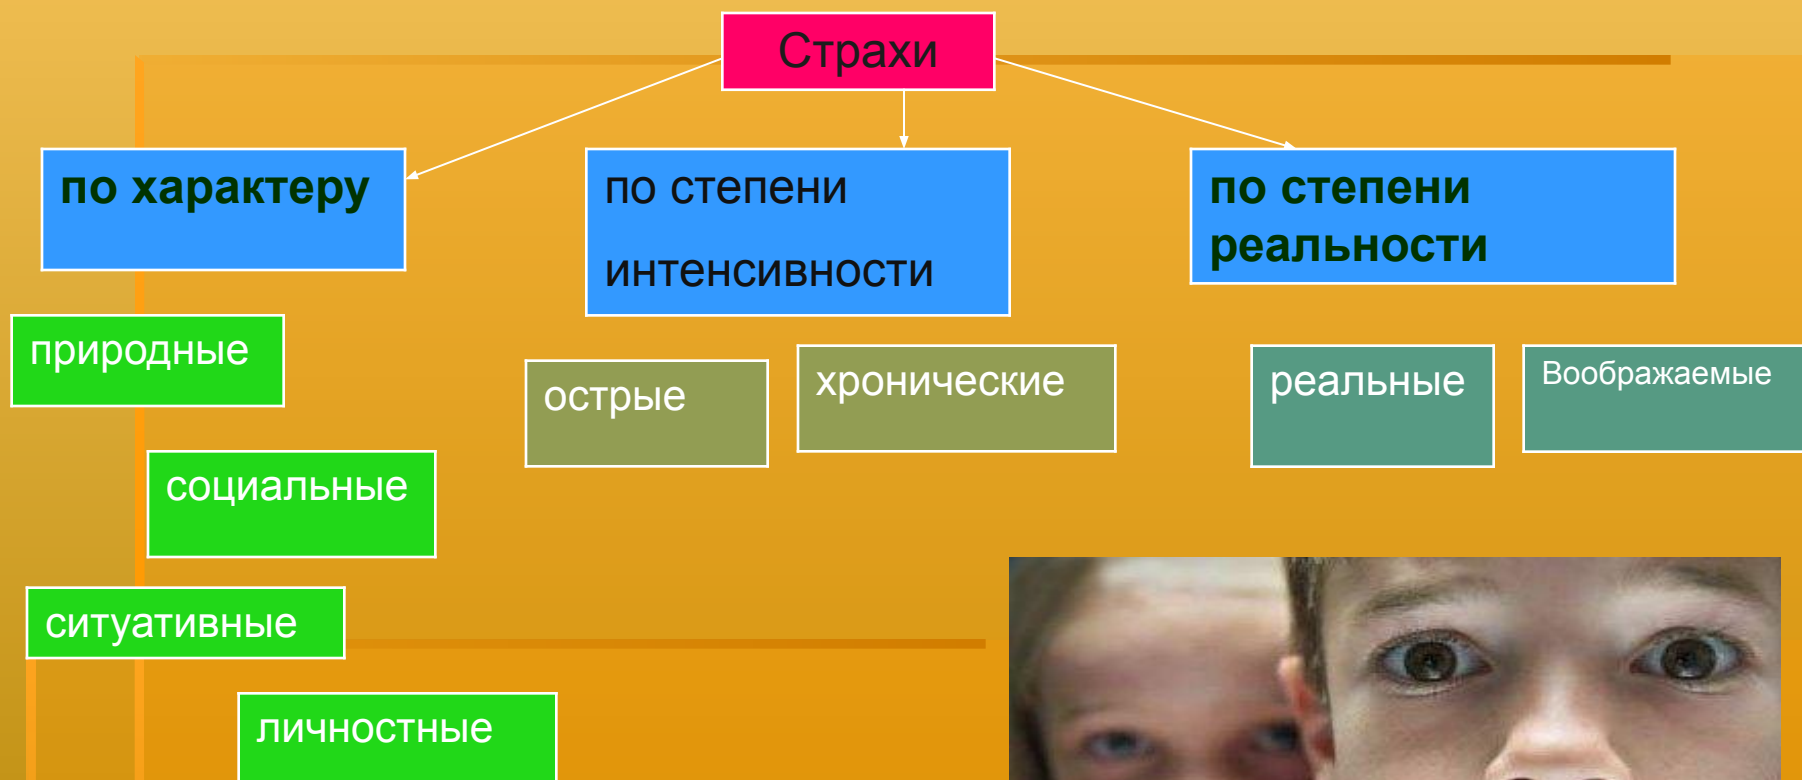 Страхи
по характеру
по степени
интенсивности
по степени
реальности
природные
социальные
ситуативные
личностные
острые
хронические
реальные
Воображаемые